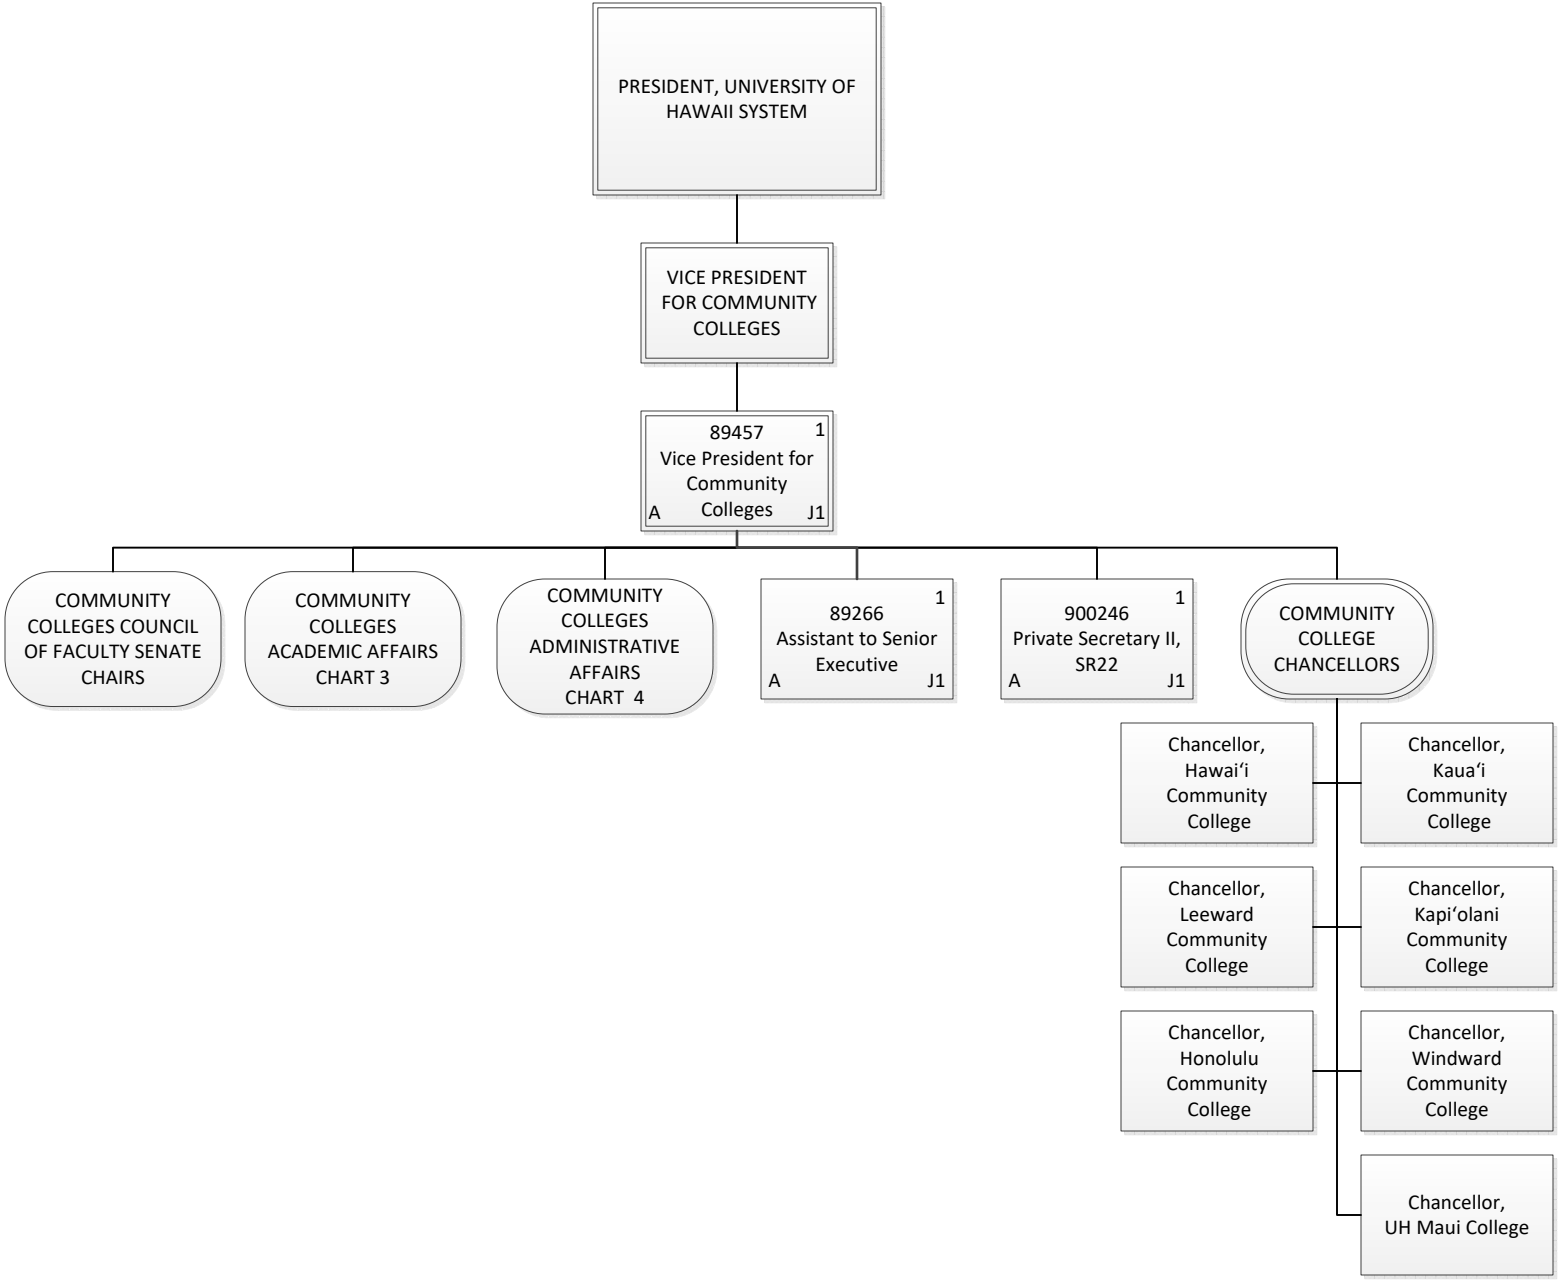 PRESIDENT, UNIVERSITY OF
HAWAII SYSTEM
VICE PRESIDENT
FOR COMMUNITY
COLLEGES
89457
1
Vice President for
Community
Colleges
A
J1
COMMUNITY
COLLEGES COUNCIL
OF FACULTY SENATE
CHAIRS
COMMUNITY
COLLEGES
ACADEMIC AFFAIRS
CHART 3
COMMUNITY
COLLEGES
ADMINISTRATIVE
AFFAIRS
CHART  4
1
89266
Assistant to Senior
Executive
A
J1
1
900246
Private Secretary II,
SR22
A
J1
COMMUNITY
COLLEGE
CHANCELLORS
Chancellor,
Hawaiʻi
Community
College
Chancellor,
Kauaʻi
Community
College
Chancellor,
Leeward
Community
College
Chancellor,
Kapiʻolani
Community
College
Chancellor,
Honolulu
Community
College
Chancellor,
Windward
Community
College
Chancellor,
UH Maui College